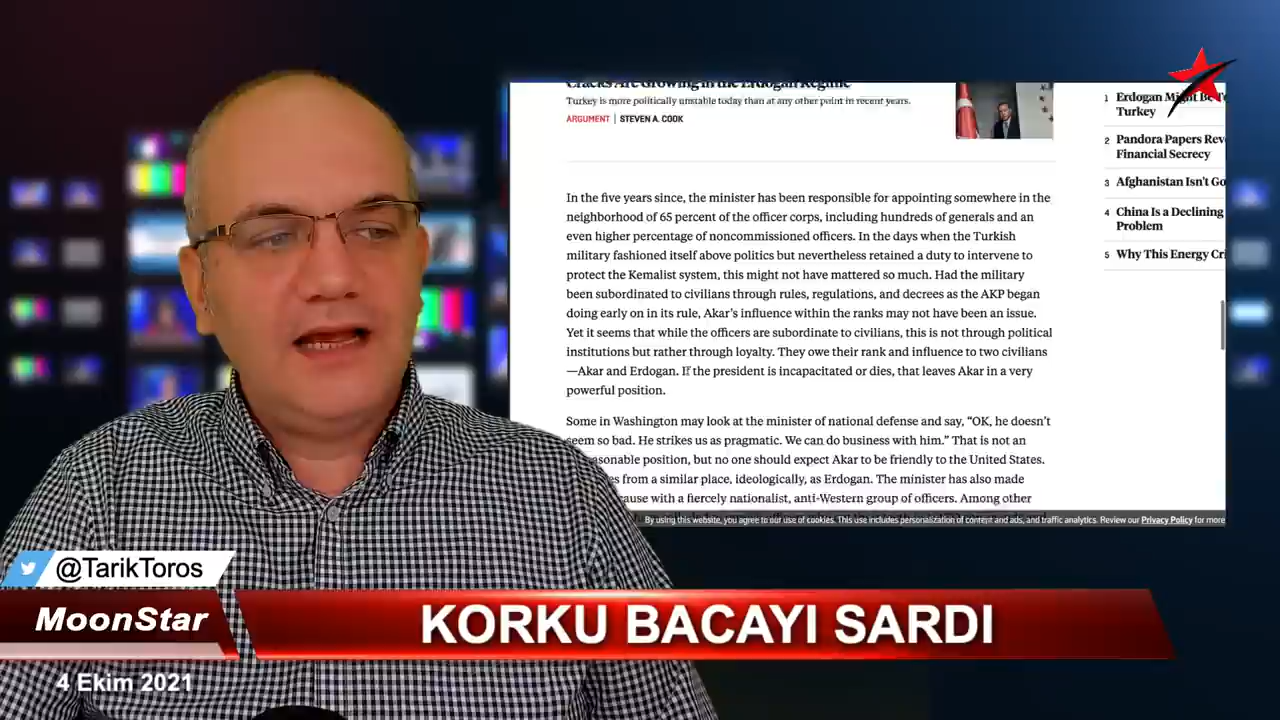 Cracks Are Growing in the Erdogan Regime
Turkey is more politically unstable today than at any other point in recent years.
ARGUMENT | STEVEN A. COOK
In the five years since, the minister has been responsible for appointing somewhere in the
neighborhood of 65 percent of the officer corps, including hundreds of generals and an
even higher percentage of noncommissioned officers. In the days when the Turkish
military fashioned itself above politics but nevertheless retained a duty to intervene to
protect the Kemalist system, this might not have mattered so much. Had the military
been subordinated to civilians through rules, regulations, and decrees as the AKP began
doing early on in its rule, Akar’s influence within the ranks may not have been an issue.
Yet it seems that while the officers are subordinate to civilians, this is not through political
institutions but rather through loyalty. They owe their rank and influence to two civilians
—Akar and Erdogan. If the president is incapacitated or dies, that leaves Akar in a very
powerful position.
Some in Washington may look at the minister of national defense and say, “OK, he doesn’t
seem so bad. He strikes us as pragmatic. We can do business with him.” That is not an
asonable position, but no one should expect Akar to be friendly to the United States.
es from a similar place, ideologically, as Erdogan. The minister has also made
cause with a fiercely nationalist, anti-Western group of officers. Among other
By using this website, you agree to our use of cookies. This use includes personalization of content and ads, and traffic analytics. Review our Privacy Policy for more
1 Erdogan Might Be T
Turkey
2 Pandora Papers Rev
Financial Secrecy
3 Afghanistan Isn't Go
4 China Is a Declining
Problem
5 Why This Energy Cri
@TarikToros
MoonStar
KORKU BACAYI SARDI
4 Ekim 2021